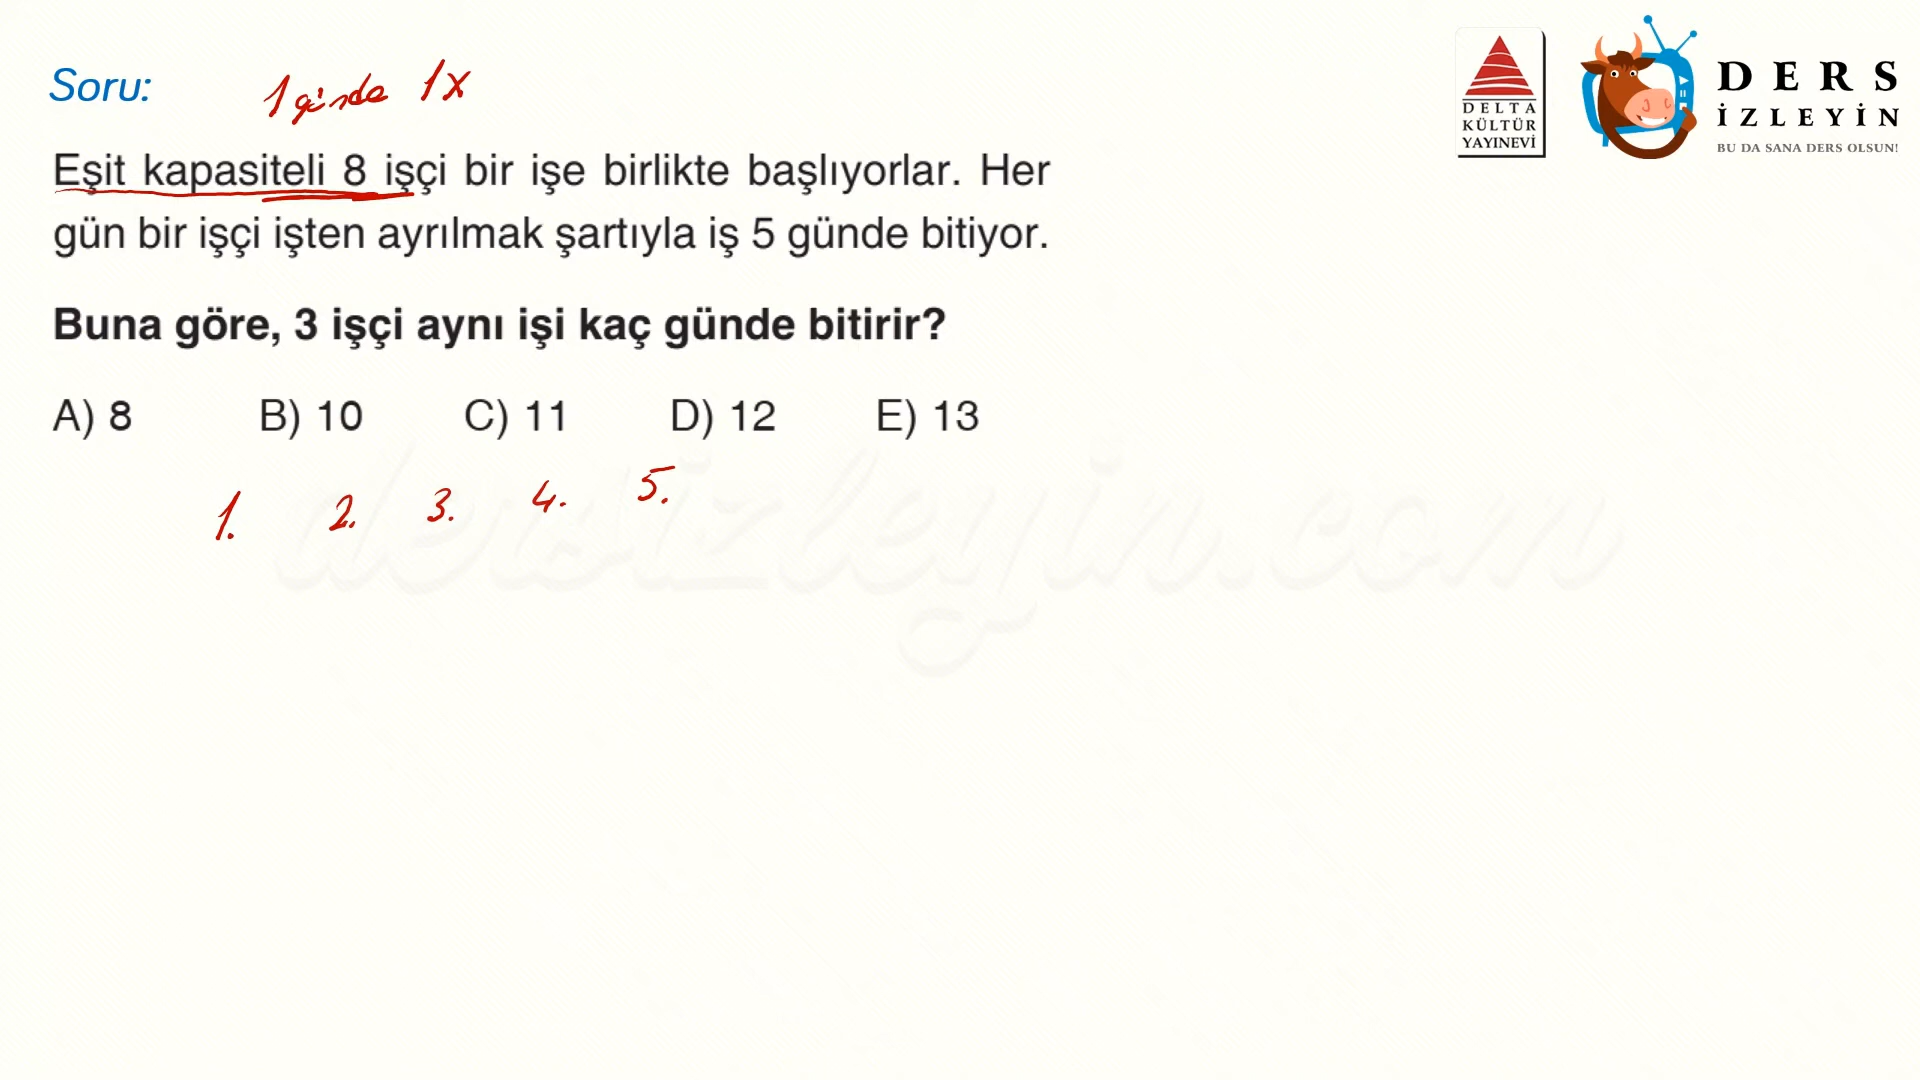 Soru:
1 günde 1x
DELTA
KÜLTÜR
YAYINEVİ
DERS
İZLEYİN
BU DA SANA DERS OLSUN!
Eşit kapasiteli 8 işçi bir işe birlikte başlıyorlar. Her
gün bir işçi işten ayrılmak şartıyla iş 5 günde bitiyor.
Buna göre, 3 işçi aynı işi kaç günde bitirir?
A) 8 B) 10 C) 11 D) 12 E) 13
1. 2. 3. 4. 5.
dersizleyin.com